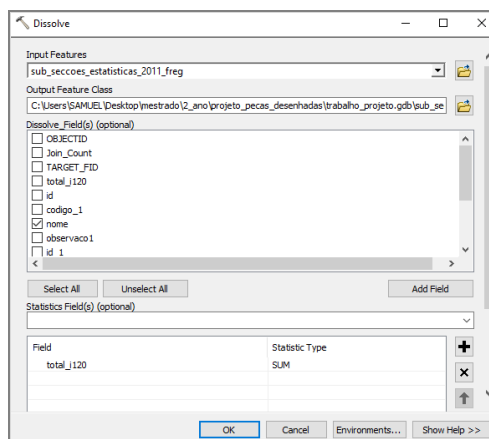 Dissolve
Input Features
sub_seccoes_estatisticas_2011_freg
Output Feature Class
C:\Users\SAMUEL\Desktop\mestrado\2_ano\projeto_pecas_desenhadas\trabalho_projeto.gdb\sub_se
Dissolve_Field(s) (optional)
OBJECTID
Join_Count
TARGET_FID
total_i120
id
codigo_1
nome
observaco1
id_1
Select All Unselect All Add Field
Statistics Field(s) (optional)
Field Statistic Type
total_i120 SUM
OK Cancel Environments... Show Help >>